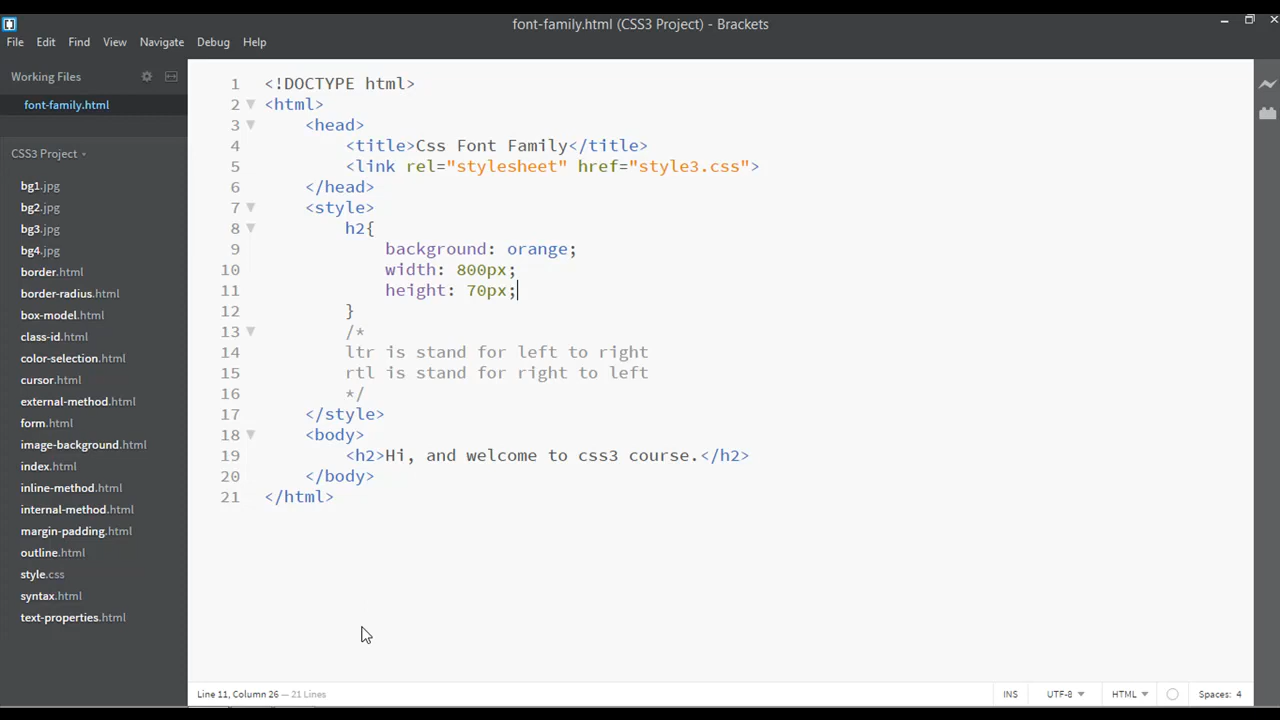 font-family.html (CSS3 Project) - Brackets
File Edit Find View Navigate Debug Help
Working Files
font-family.html
CSS3 Project
bg1.jpg
bg2.jpg
bg3.jpg
bg4.jpg
border.html
border-radius.html
box-model.html
class-id.html
color-selection.html
cursor.html
external-method.html
form.html
image-background.html
index.html
inline-method.html
internal-method.html
margin-padding.html
outline.html
style.css
syntax.html
text-properties.html
1 <!DOCTYPE html>
2 <html>
3 <head>
4 <title>Css Font Family</title>
5 <link rel="stylesheet" href="style3.css">
6 </head>
7 <style>
8 h2{
9 background: orange;
10 width: 800px;
11 height: 70px;
12 }
13 /*
14 ltr is stand for left to right
15 rtl is stand for right to left
16 */
17 </style>
18 <body>
19 <h2>Hi, and welcome to css3 course.</h2>
20 </body>
21 </html>
Line 11, Column 26 — 21 Lines
INS UTF-8 HTML Spaces: 4